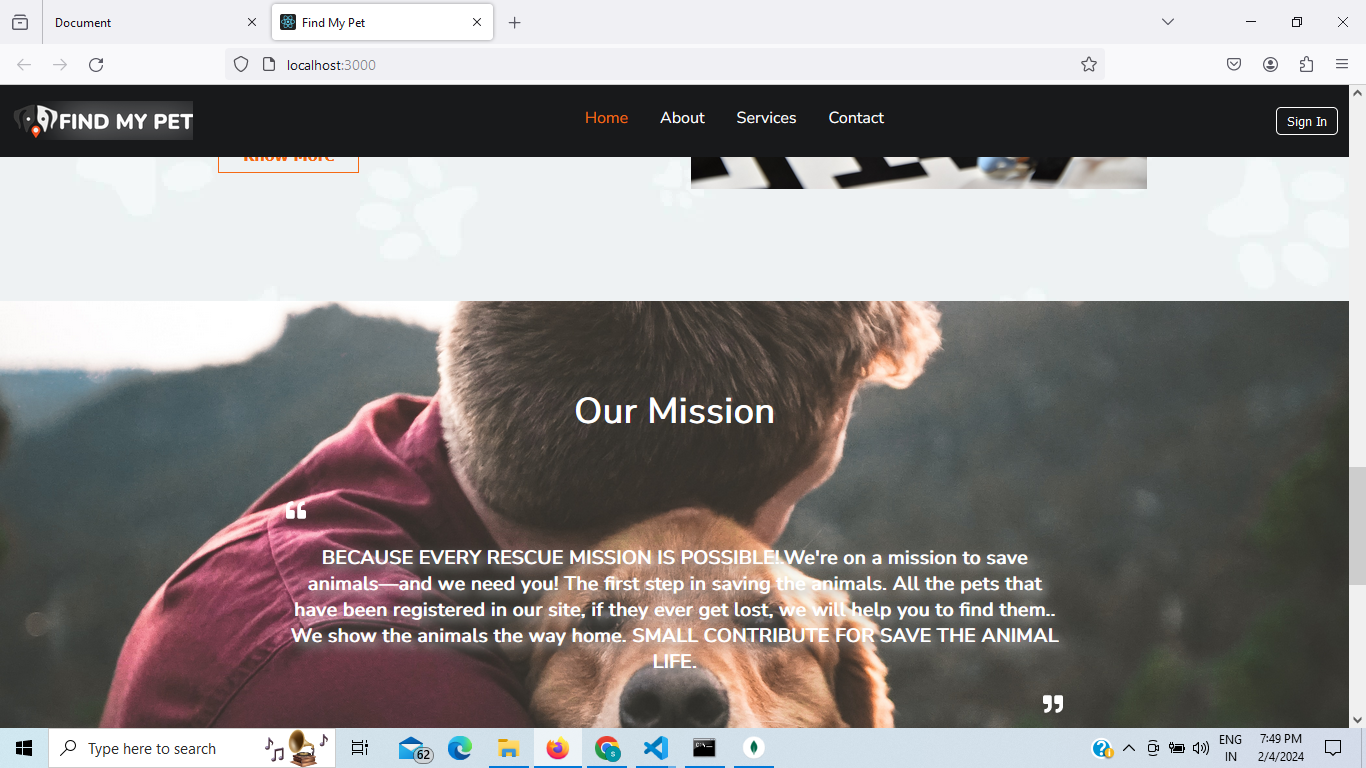 Document
Find My Pet
localhost:3000
FIND MY PET
Home About Services Contact
Sign In
Know More
Our Mission
“
BECAUSE EVERY RESCUE MISSION IS POSSIBLE!.We're on a mission to save
animals—and we need you! The first step in saving the animals. All the pets that
have been registered in our site, if they ever get lost, we will help you to find them..
We show the animals the way home. SMALL CONTRIBUTE FOR SAVE THE ANIMAL
LIFE.
”
Type here to search
62
ENG
IN
7:49 PM
2/4/2024